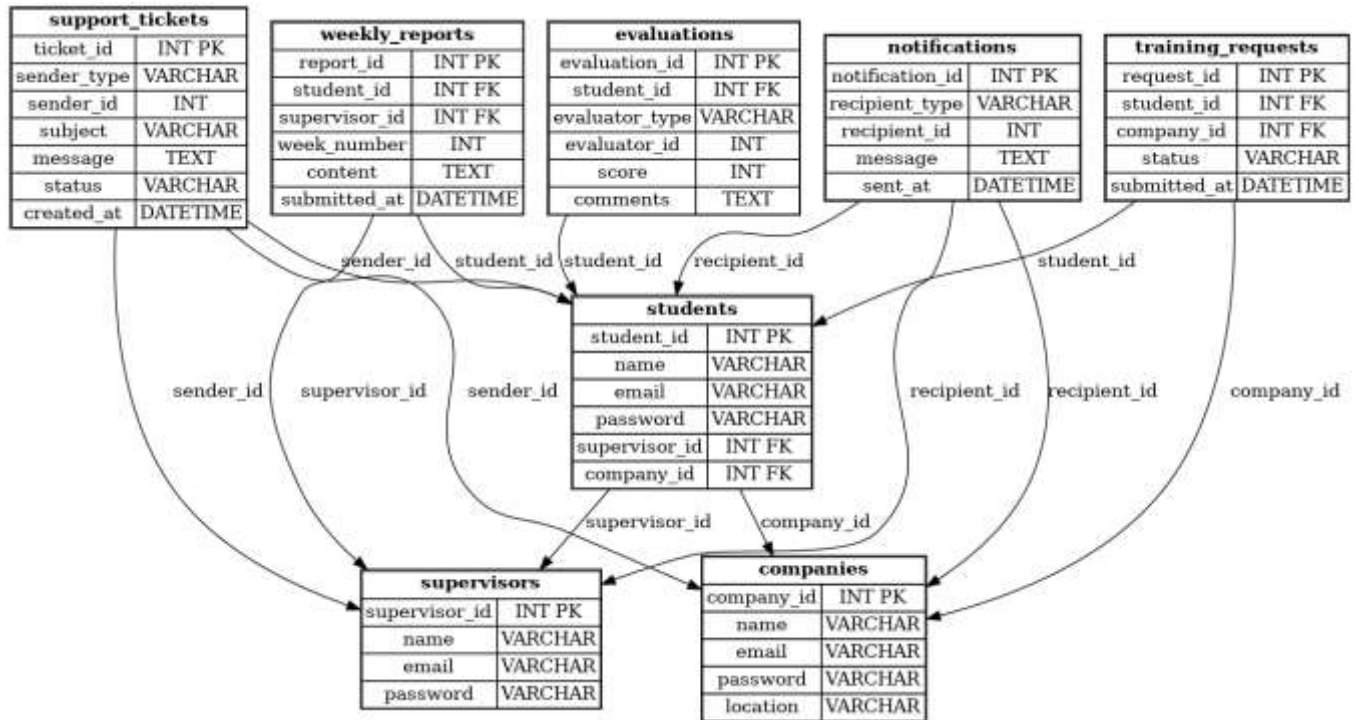 support_tickets
ticket_id INT PK
sender_type VARCHAR
sender_id INT
subject VARCHAR
message TEXT
status VARCHAR
created_at DATETIME
weekly_reports
report_id INT PK
student_id INT FK
supervisor_id INT FK
week_number INT
content TEXT
submitted_at DATETIME
evaluations
evaluation_id INT PK
student_id INT FK
evaluator_type VARCHAR
evaluator_id INT
score INT
comments TEXT
notifications
notification_id INT PK
recipient_type VARCHAR
recipient_id INT
message TEXT
sent_at DATETIME
training_requests
request_id INT PK
student_id INT FK
company_id INT FK
status VARCHAR
submitted_at DATETIME
sender_id student_id student_id recipient_id student_id
students
student_id INT PK
name VARCHAR
email VARCHAR
password VARCHAR
supervisor_id INT FK
company_id INT FK
sender_id supervisor_id sender_id recipient_id recipient_id company_id
supervisor_id company_id
supervisors
supervisor_id INT PK
name VARCHAR
email VARCHAR
password VARCHAR
companies
company_id INT PK
name VARCHAR
email VARCHAR
password VARCHAR
location VARCHAR